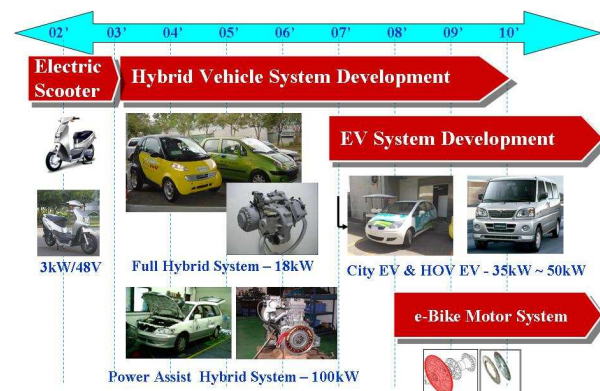 02’ 03’ 04’ 05’ 06’ 07’ 08’ 09’ 10’
Electric
Scooter
Hybrid Vehicle System Development
EV System Development
3kW/48V
Full Hybrid System – 18kW
City EV & HOV EV - 35kW ~ 50kW
e-Bike Motor System
Power Assist Hybrid System – 100kW